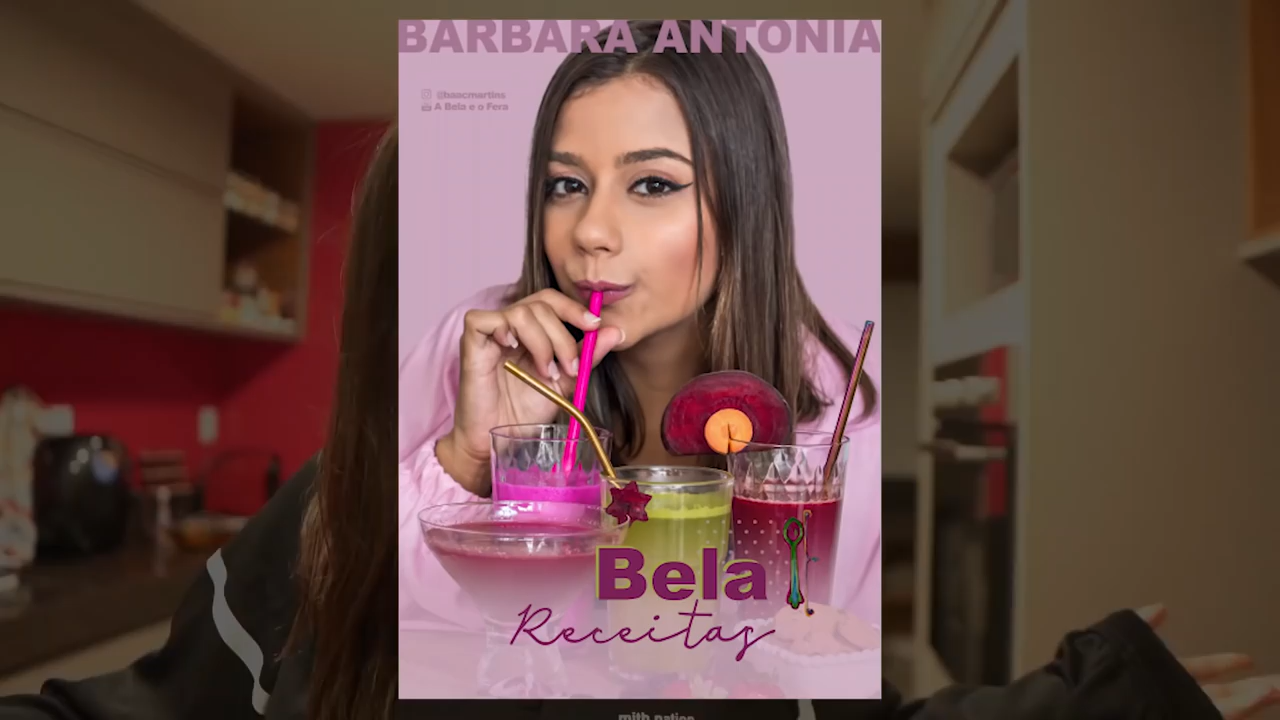 BARBARA ANTONIA
@baacmartins
A Bela e o Fera
Bela
Receitas